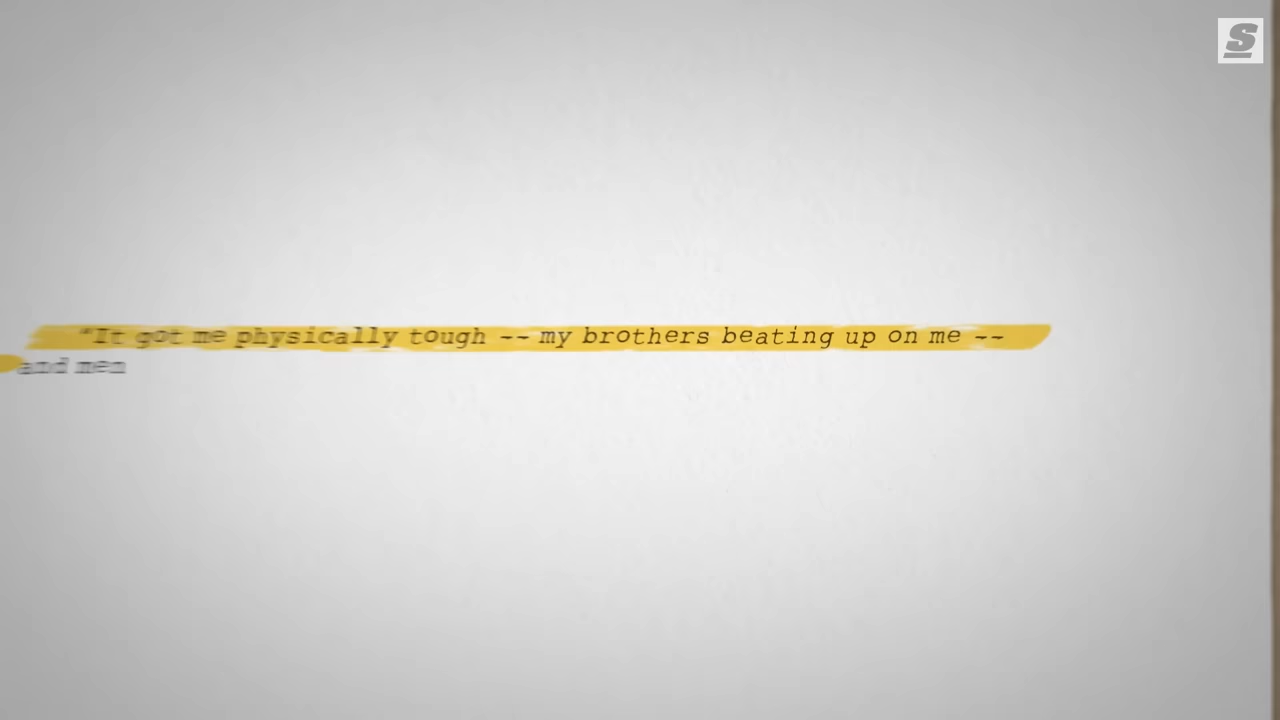 S
"It got me physically tough -- my brothers beating up on me --
and men